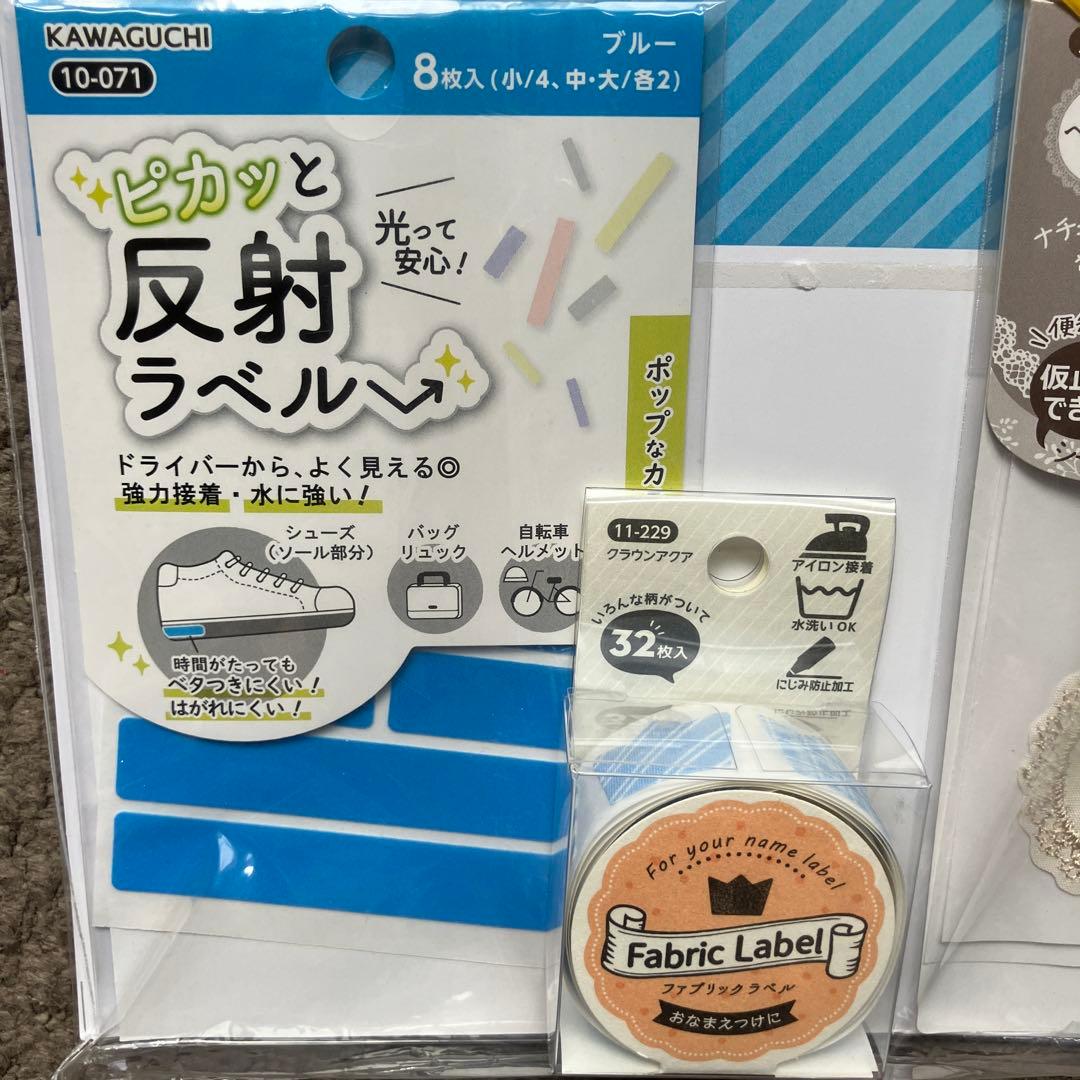 KAWAGUCHI
10-071
ブルー
8枚入(小/4、中・大/各2)
ピカッと
反射
ラベル
光って
安心!
ポップなカ
ドライバーから、よく見える◎
強力接着・水に強い!
シューズ
(ソール部分)
バッグ
リュック
自転車
ヘルメット
時間がたっても
ベタつきにくい!
はがれにくい!
11-229
クラウンアクア
いろんな柄がついて
32枚入
アイロン接着
水洗いOK
にじみ防止加工
For your name label
Fabric Label
ファブリックラベル
おなまえつけに
ナチ
仮止
でき